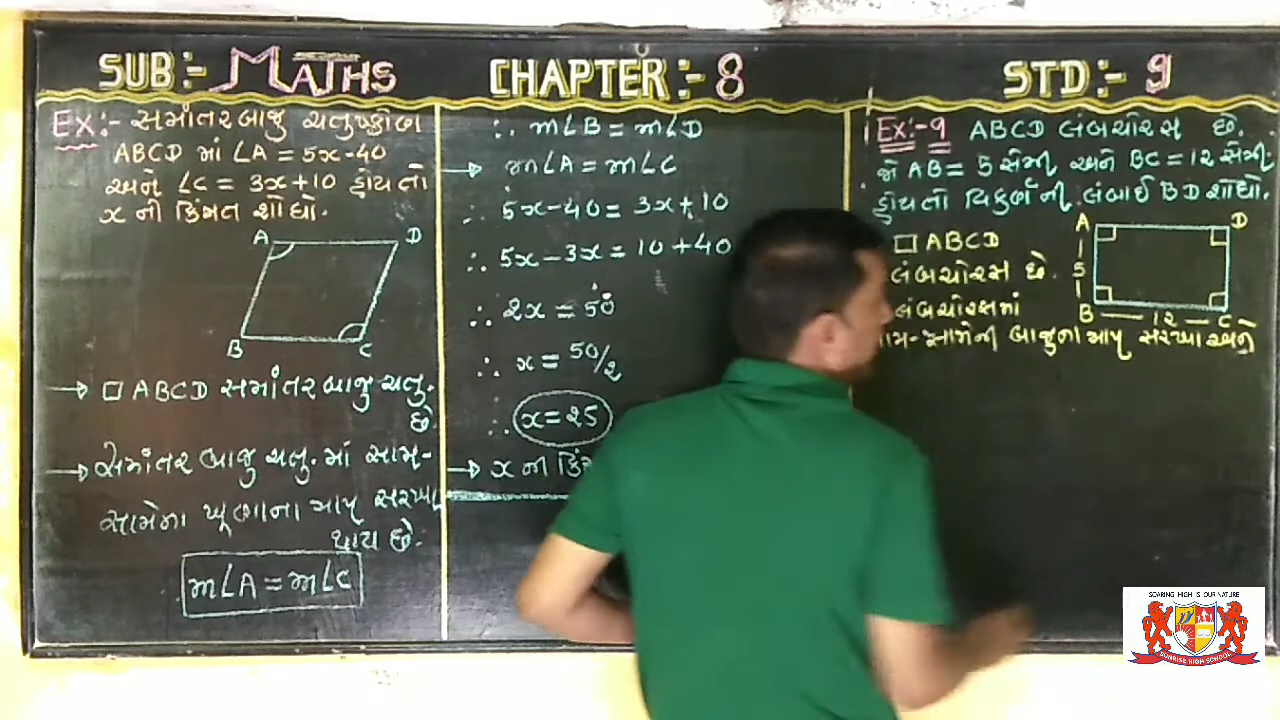 SUB:- MATHS
CHAPTER:- 8
STD:- 9
Ex:- સમાંતરબાજુ ચતુષ્કોણ
ABCD માં ∠A = 5x-40
અને ∠C = 3x+10 હોય તો
x ની કિંમત શોધો.
A D
B C
→ □ ABCD સમાંતર બાજુ ચતુ.
છે.
→ સમાંતર બાજુ ચતુ. માં સામ-
સામેના ખૂણાના માપ સરખા
થાય છે.
m∠A = m∠C
∴ m∠B = m∠D
→ m∠A = m∠C
∴ 5x-40 = 3x+10
∴ 5x-3x = 10+40
∴ 2x = 50
∴ x = 50/2
∴ x = 25
→ x ની
Ex:-9 ABCD લંબચોરસ છે.
જો AB = 5 સેમી અને BC = 12 સેમી
હોય તો વિકર્ણની લંબાઈ BD શોધો.
□ ABCD
લંબચોરસ છે.
લંબચોરસમાં
સામેની બાજુના માપ સરખા અને
A D
5
B 12 C
SOARING HIGH IS OUR NATURE
SUNRISE HIGH SCHOOL